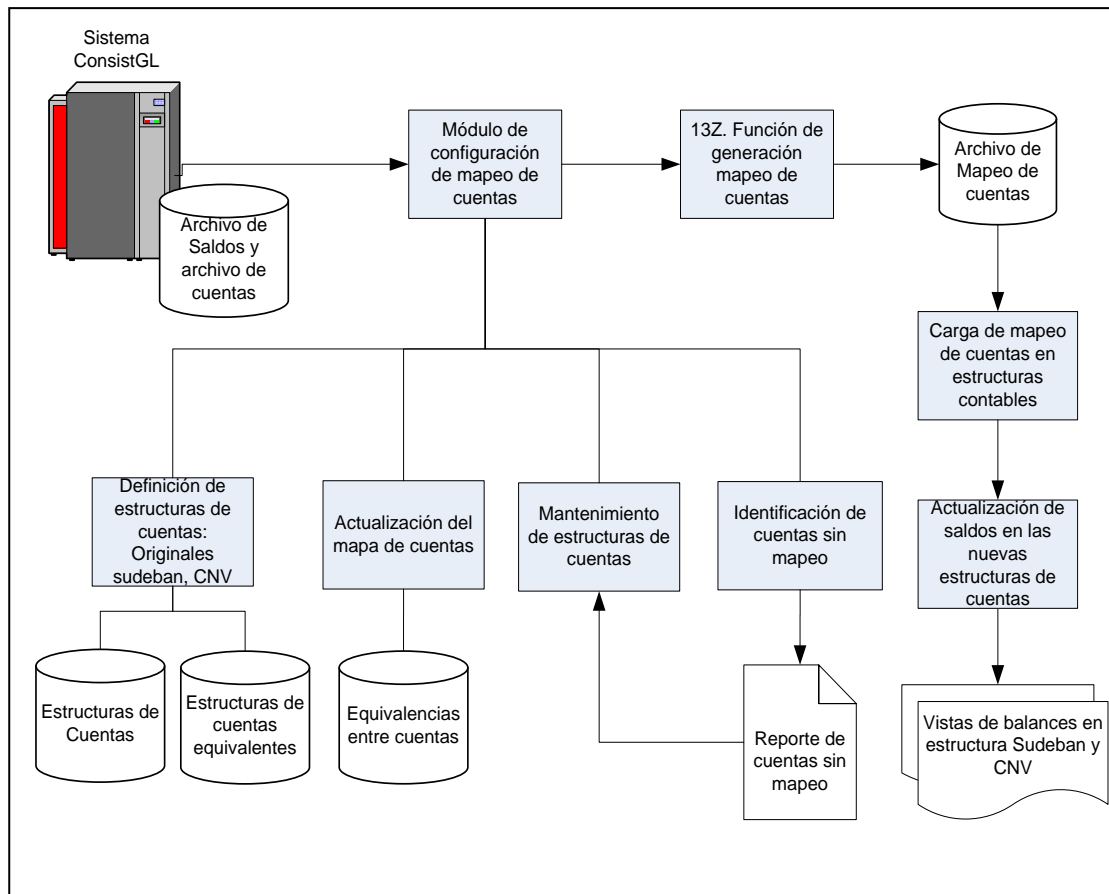 Sistema
ConsistGL
Archivo de
Saldos y
archivo de
cuentas
Módulo de
configuración
de mapeo de
cuentas
13Z. Función de
generación
mapeo de
cuentas
Archivo de
Mapeo de
cuentas
Carga de mapeo
de cuentas en
estructuras
contables
Definición de
estructuras de
cuentas:
Originales
sudeban, CNV
Actualización del
mapa de cuentas
Mantenimiento
de estructuras de
cuentas
Identificación de
cuentas sin
mapeo
Actualización de
saldos en las
nuevas
estructuras de
cuentas
Estructuras de
Cuentas
Estructuras de
cuentas
equivalentes
Equivalencias
entre cuentas
Reporte de
cuentas sin
mapeo
Vistas de balances en
estructura Sudeban y
CNV